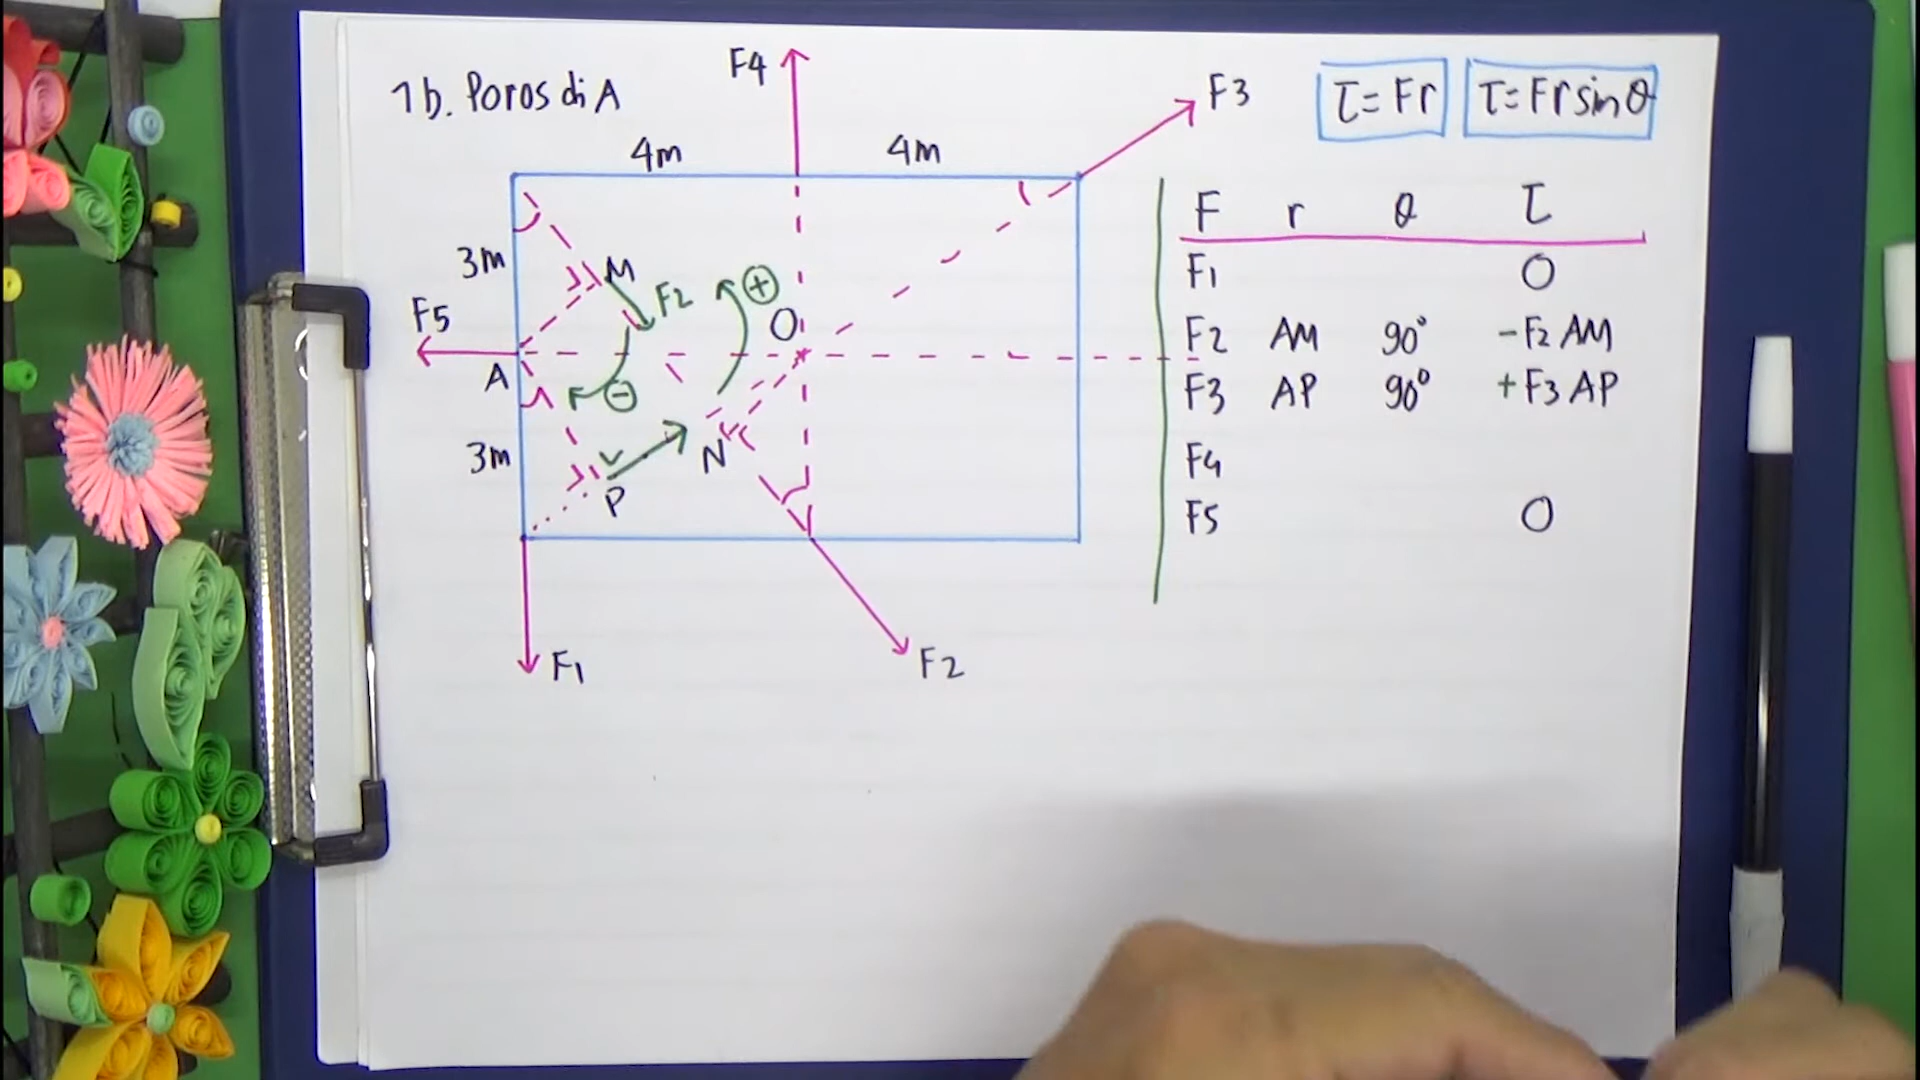 1b. Poros di A
F4
F3
τ = Fr
τ = Fr sin θ
4m
4m
F r θ τ
3m
M
F2
+
O
F1 0
F5
A
−
F2 AM 90° −F2 AM
F3 AP 90° +F3 AP
3m
P
N
F4
F5 0
F1
F2